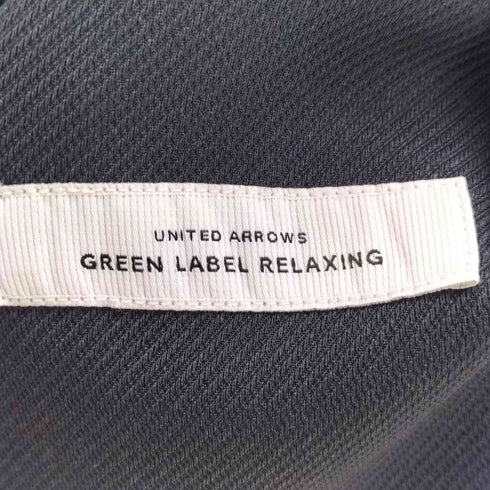 UNITED ARROWS
GREEN LABEL RELAXING